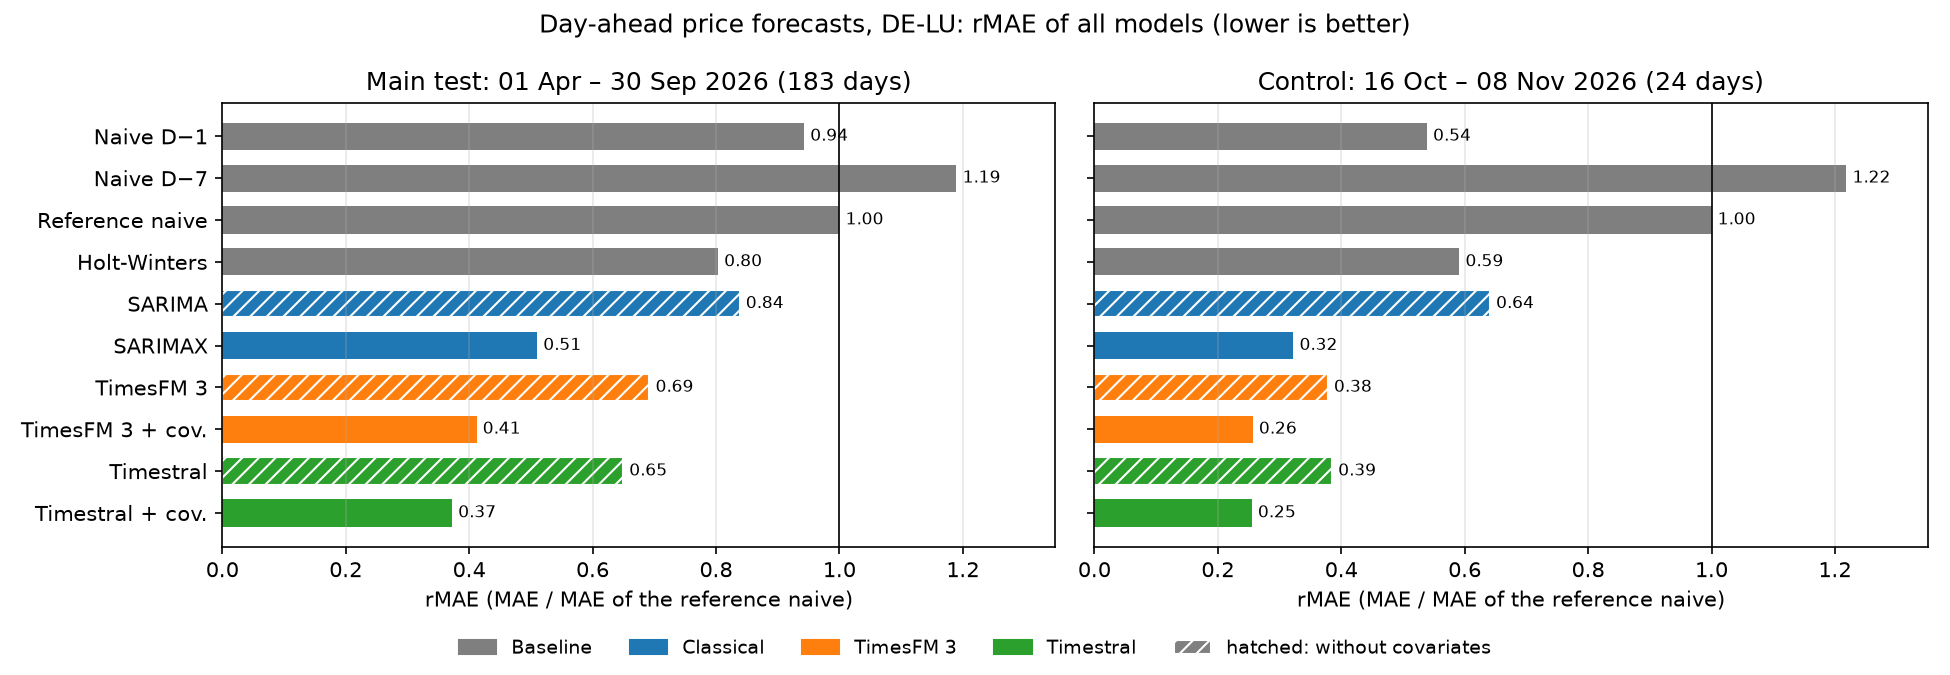 Day-ahead price forecasts, DE-LU: rMAE of all models (lower is better)
Main test: 01 Apr – 30 Sep 2026 (183 days)
Naive D−1
0.94
Naive D−7
1.19
Reference naive
1.00
Holt-Winters
0.80
SARIMA
0.84
SARIMAX
0.51
TimesFM 3
0.69
TimesFM 3 + cov.
0.41
Timestral
0.65
Timestral + cov.
0.37
0.0 0.2 0.4 0.6 0.8 1.0 1.2
rMAE (MAE / MAE of the reference naive)
Control: 16 Oct – 08 Nov 2026 (24 days)
0.54
1.22
1.00
0.59
0.64
0.32
0.38
0.26
0.39
0.25
0.0 0.2 0.4 0.6 0.8 1.0 1.2
rMAE (MAE / MAE of the reference naive)
Baseline Classical TimesFM 3 Timestral hatched: without covariates